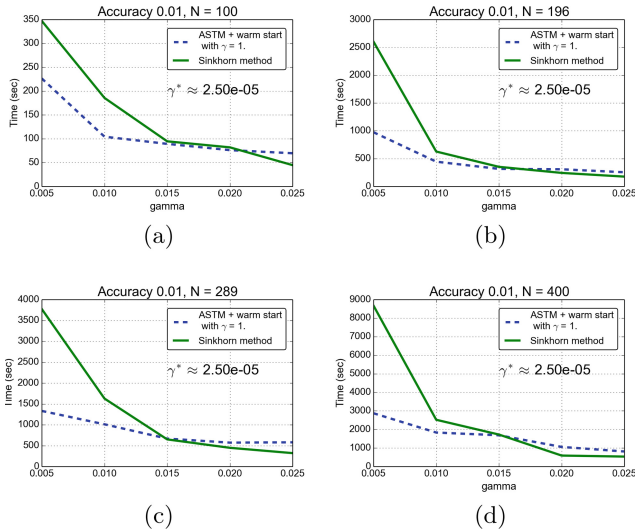 Accuracy 0.01, N = 100
350
300
250
200
150
100
50
0
Time (sec)
ASTM + warm start
with γ = 1.
Sinkhorn method
γ* ≈ 2.50e-05
0.005 0.010 0.015 0.020 0.025
gamma
(a)
Accuracy 0.01, N = 196
3000
2500
2000
1500
1000
500
0
Time (sec)
ASTM + warm start
with γ = 1.
Sinkhorn method
γ* ≈ 2.50e-05
0.005 0.010 0.015 0.020 0.025
gamma
(b)
Accuracy 0.01, N = 289
4000
3500
3000
2500
2000
1500
1000
500
0
Time (sec)
ASTM + warm start
with γ = 1.
Sinkhorn method
γ* ≈ 2.50e-05
0.005 0.010 0.015 0.020 0.025
(c)
Accuracy 0.01, N = 400
9000
8000
7000
6000
5000
4000
3000
2000
1000
0
Time (sec)
ASTM + warm start
with γ = 1.
Sinkhorn method
γ* ≈ 2.50e-05
0.005 0.010 0.015 0.020 0.025
gamma
(d)